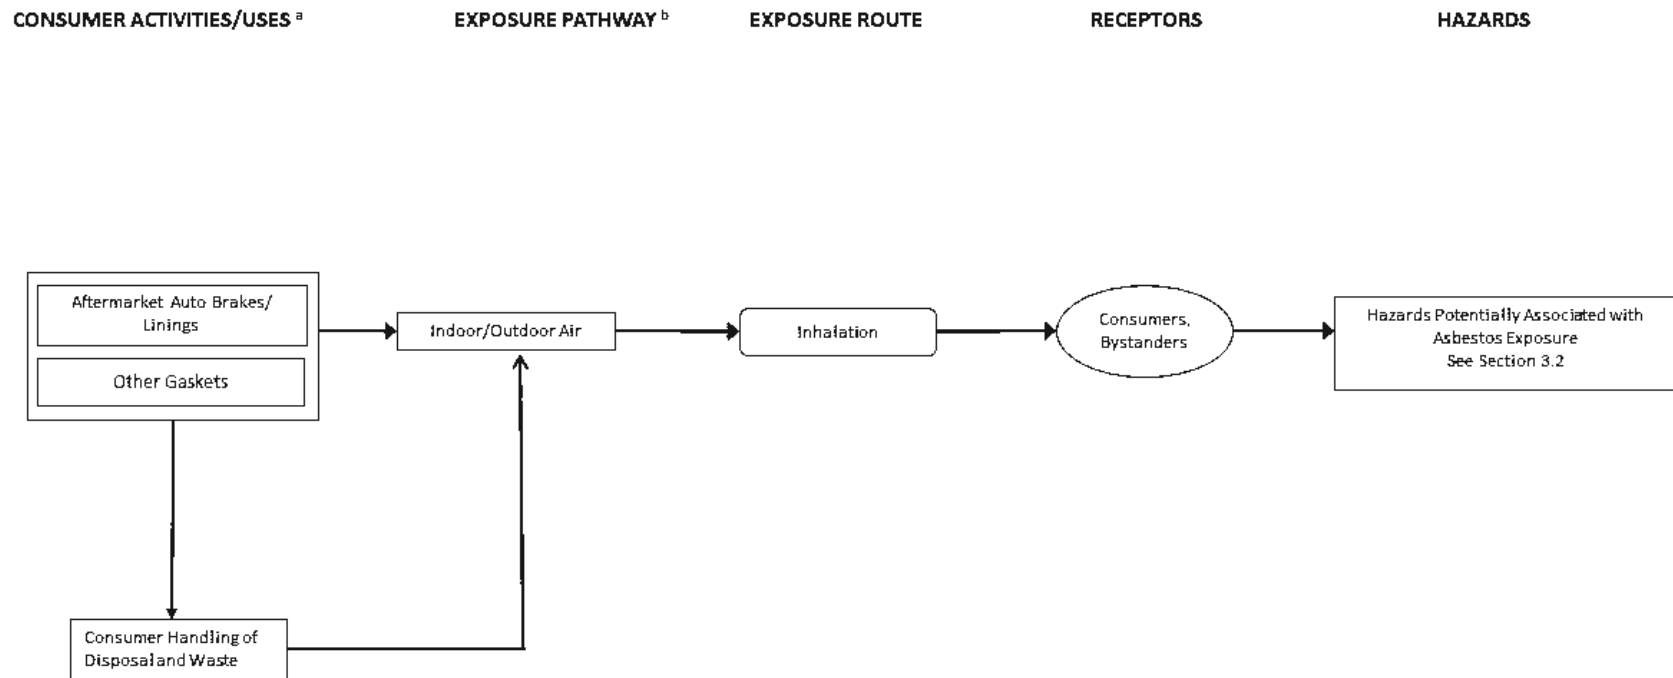 CONSUMER ACTIVITIES/USES a
EXPOSURE PATHWAY b
EXPOSURE ROUTE
RECEPTORS
HAZARDS
Aftermarket Auto Brakes/
Linings
Other Gaskets
Indoor/Outdoor Air
Inhalation
Consumers,
Bystanders
Hazards Potentially Associated with
Asbestos Exposure
See Section 3.2
Consumer Handling of
Disposal and Waste